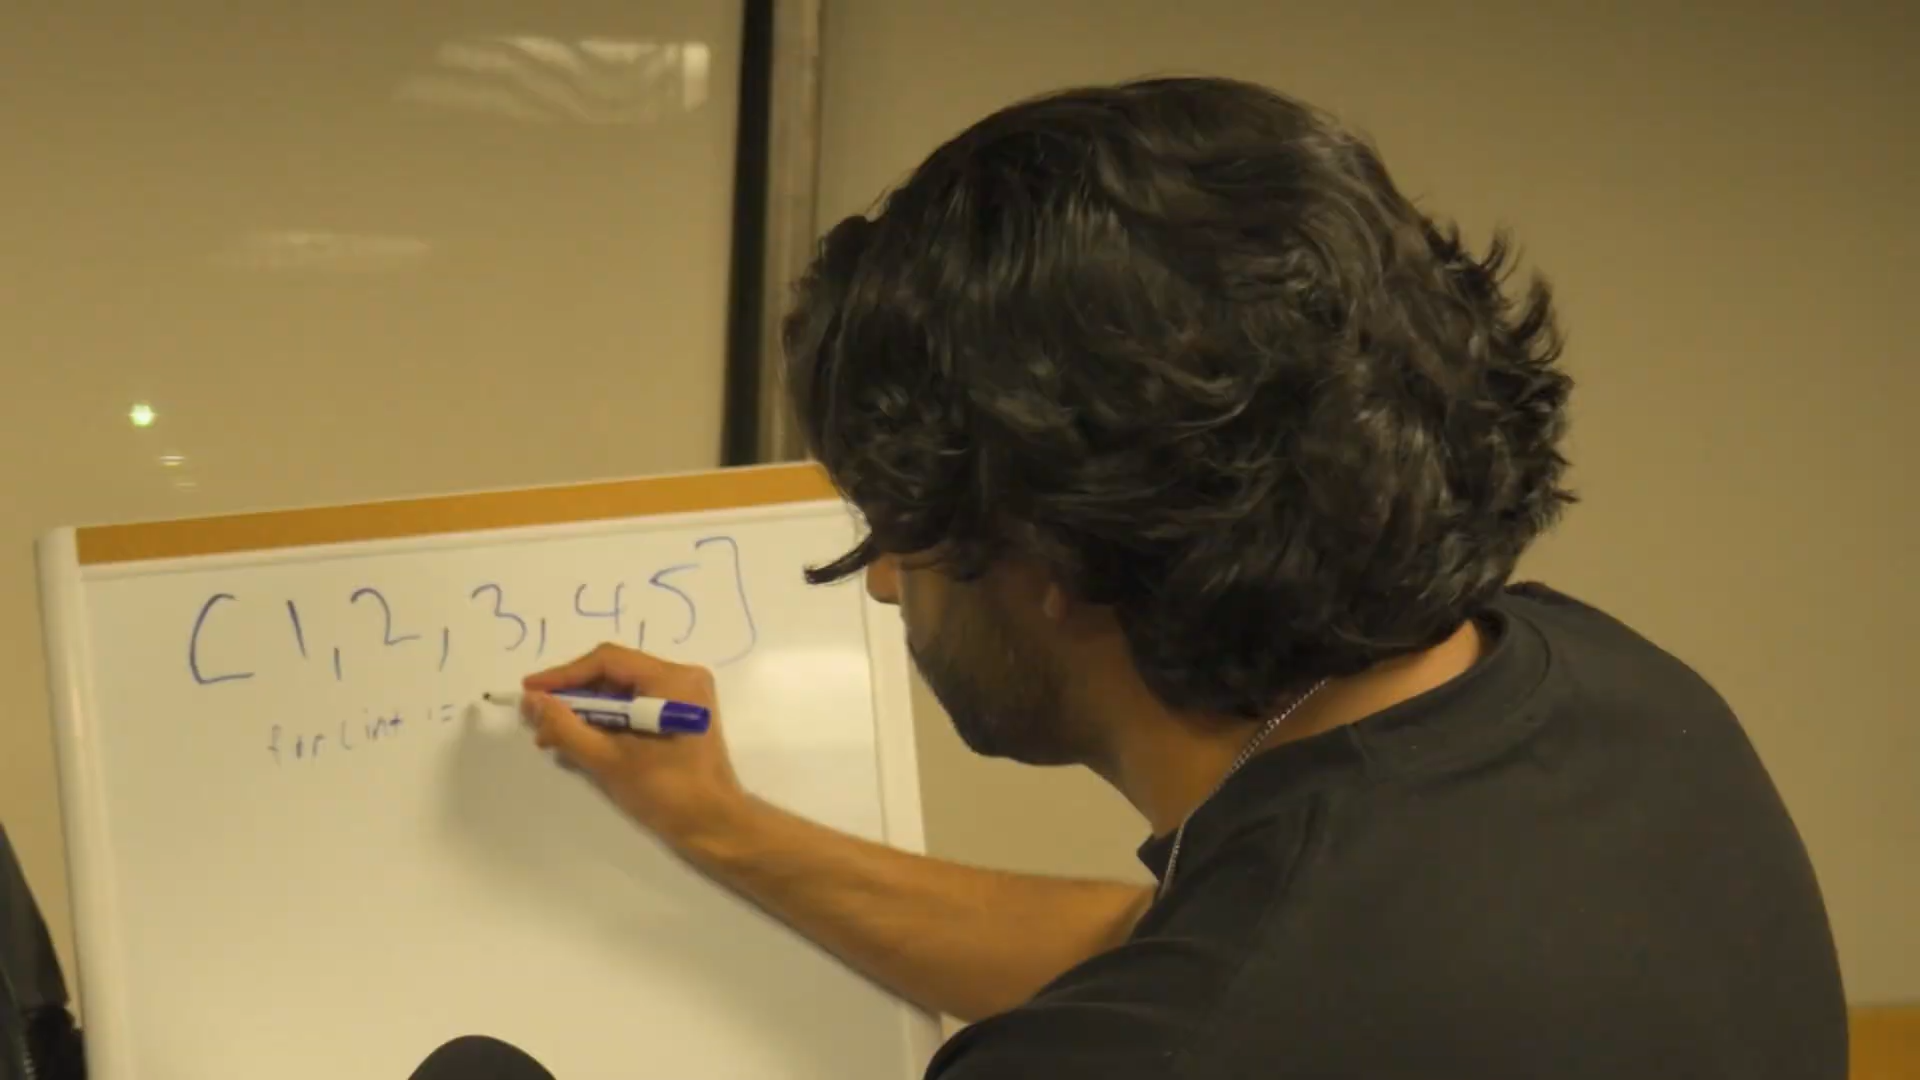 [1,2,3,4,5]
for(int i=